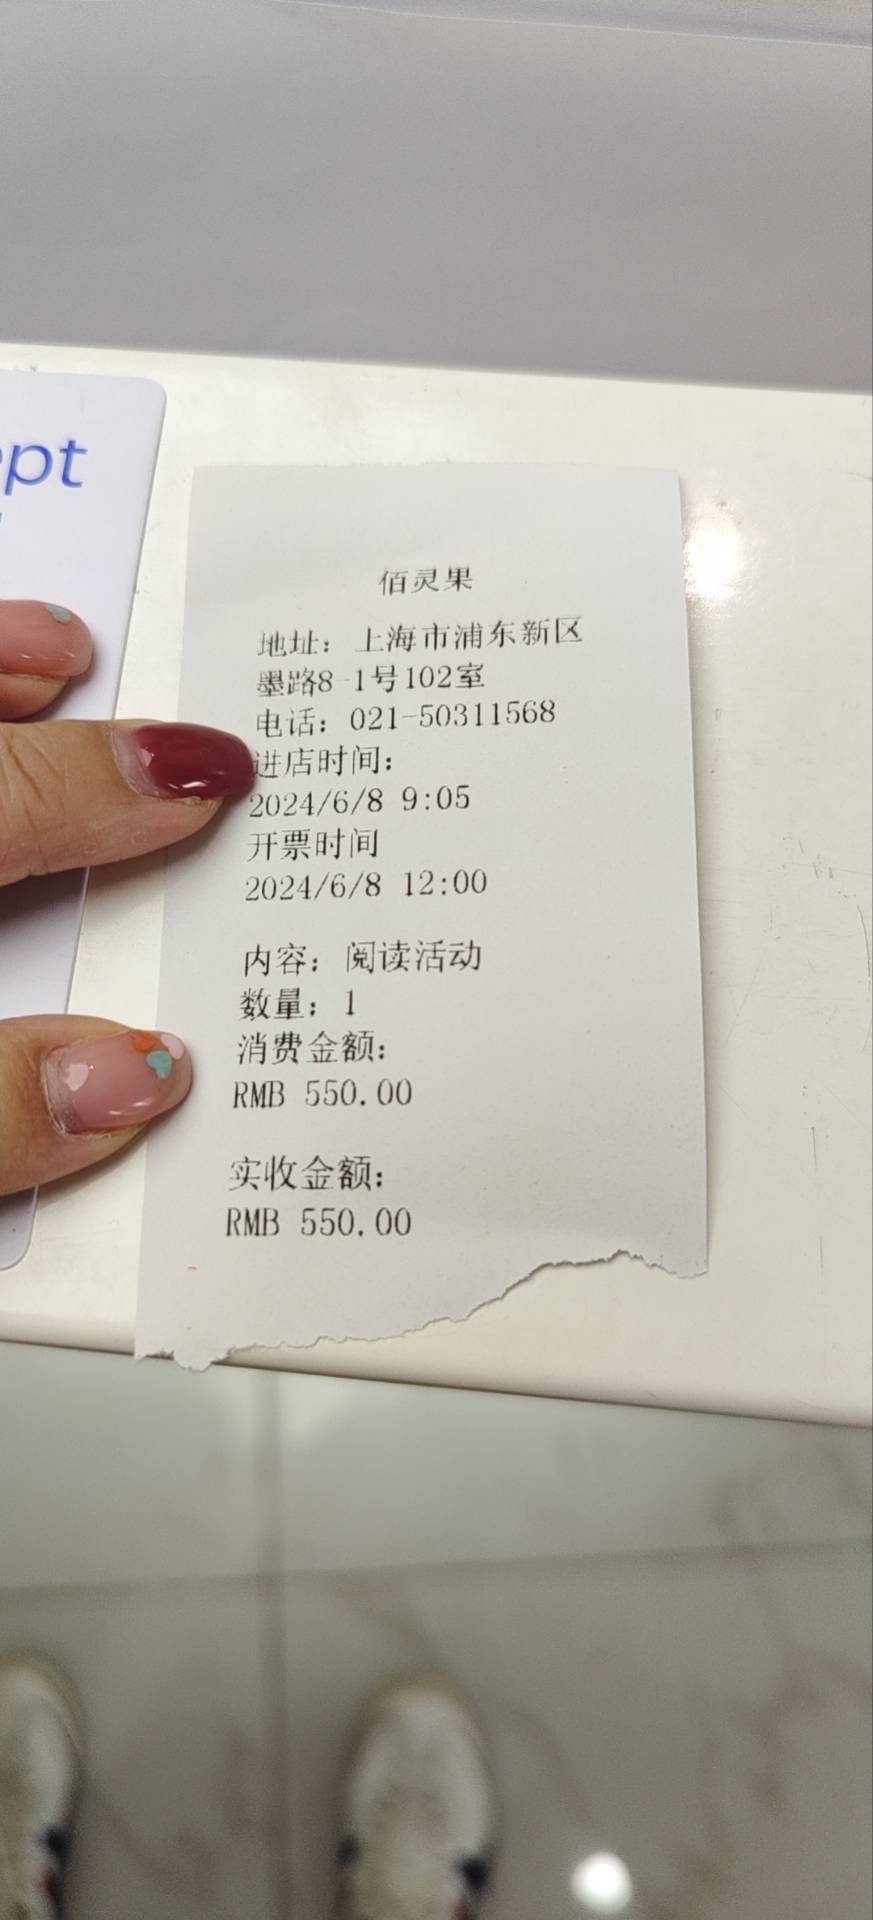 ept
佰灵果
地址：上海市浦东新区
墨路8-1号102室
电话：021-50311568
进店时间：
2024/6/8 9:05
开票时间
2024/6/8 12:00
内容：阅读活动
数量：1
消费金额：
RMB 550.00
实收金额：
RMB 550.00